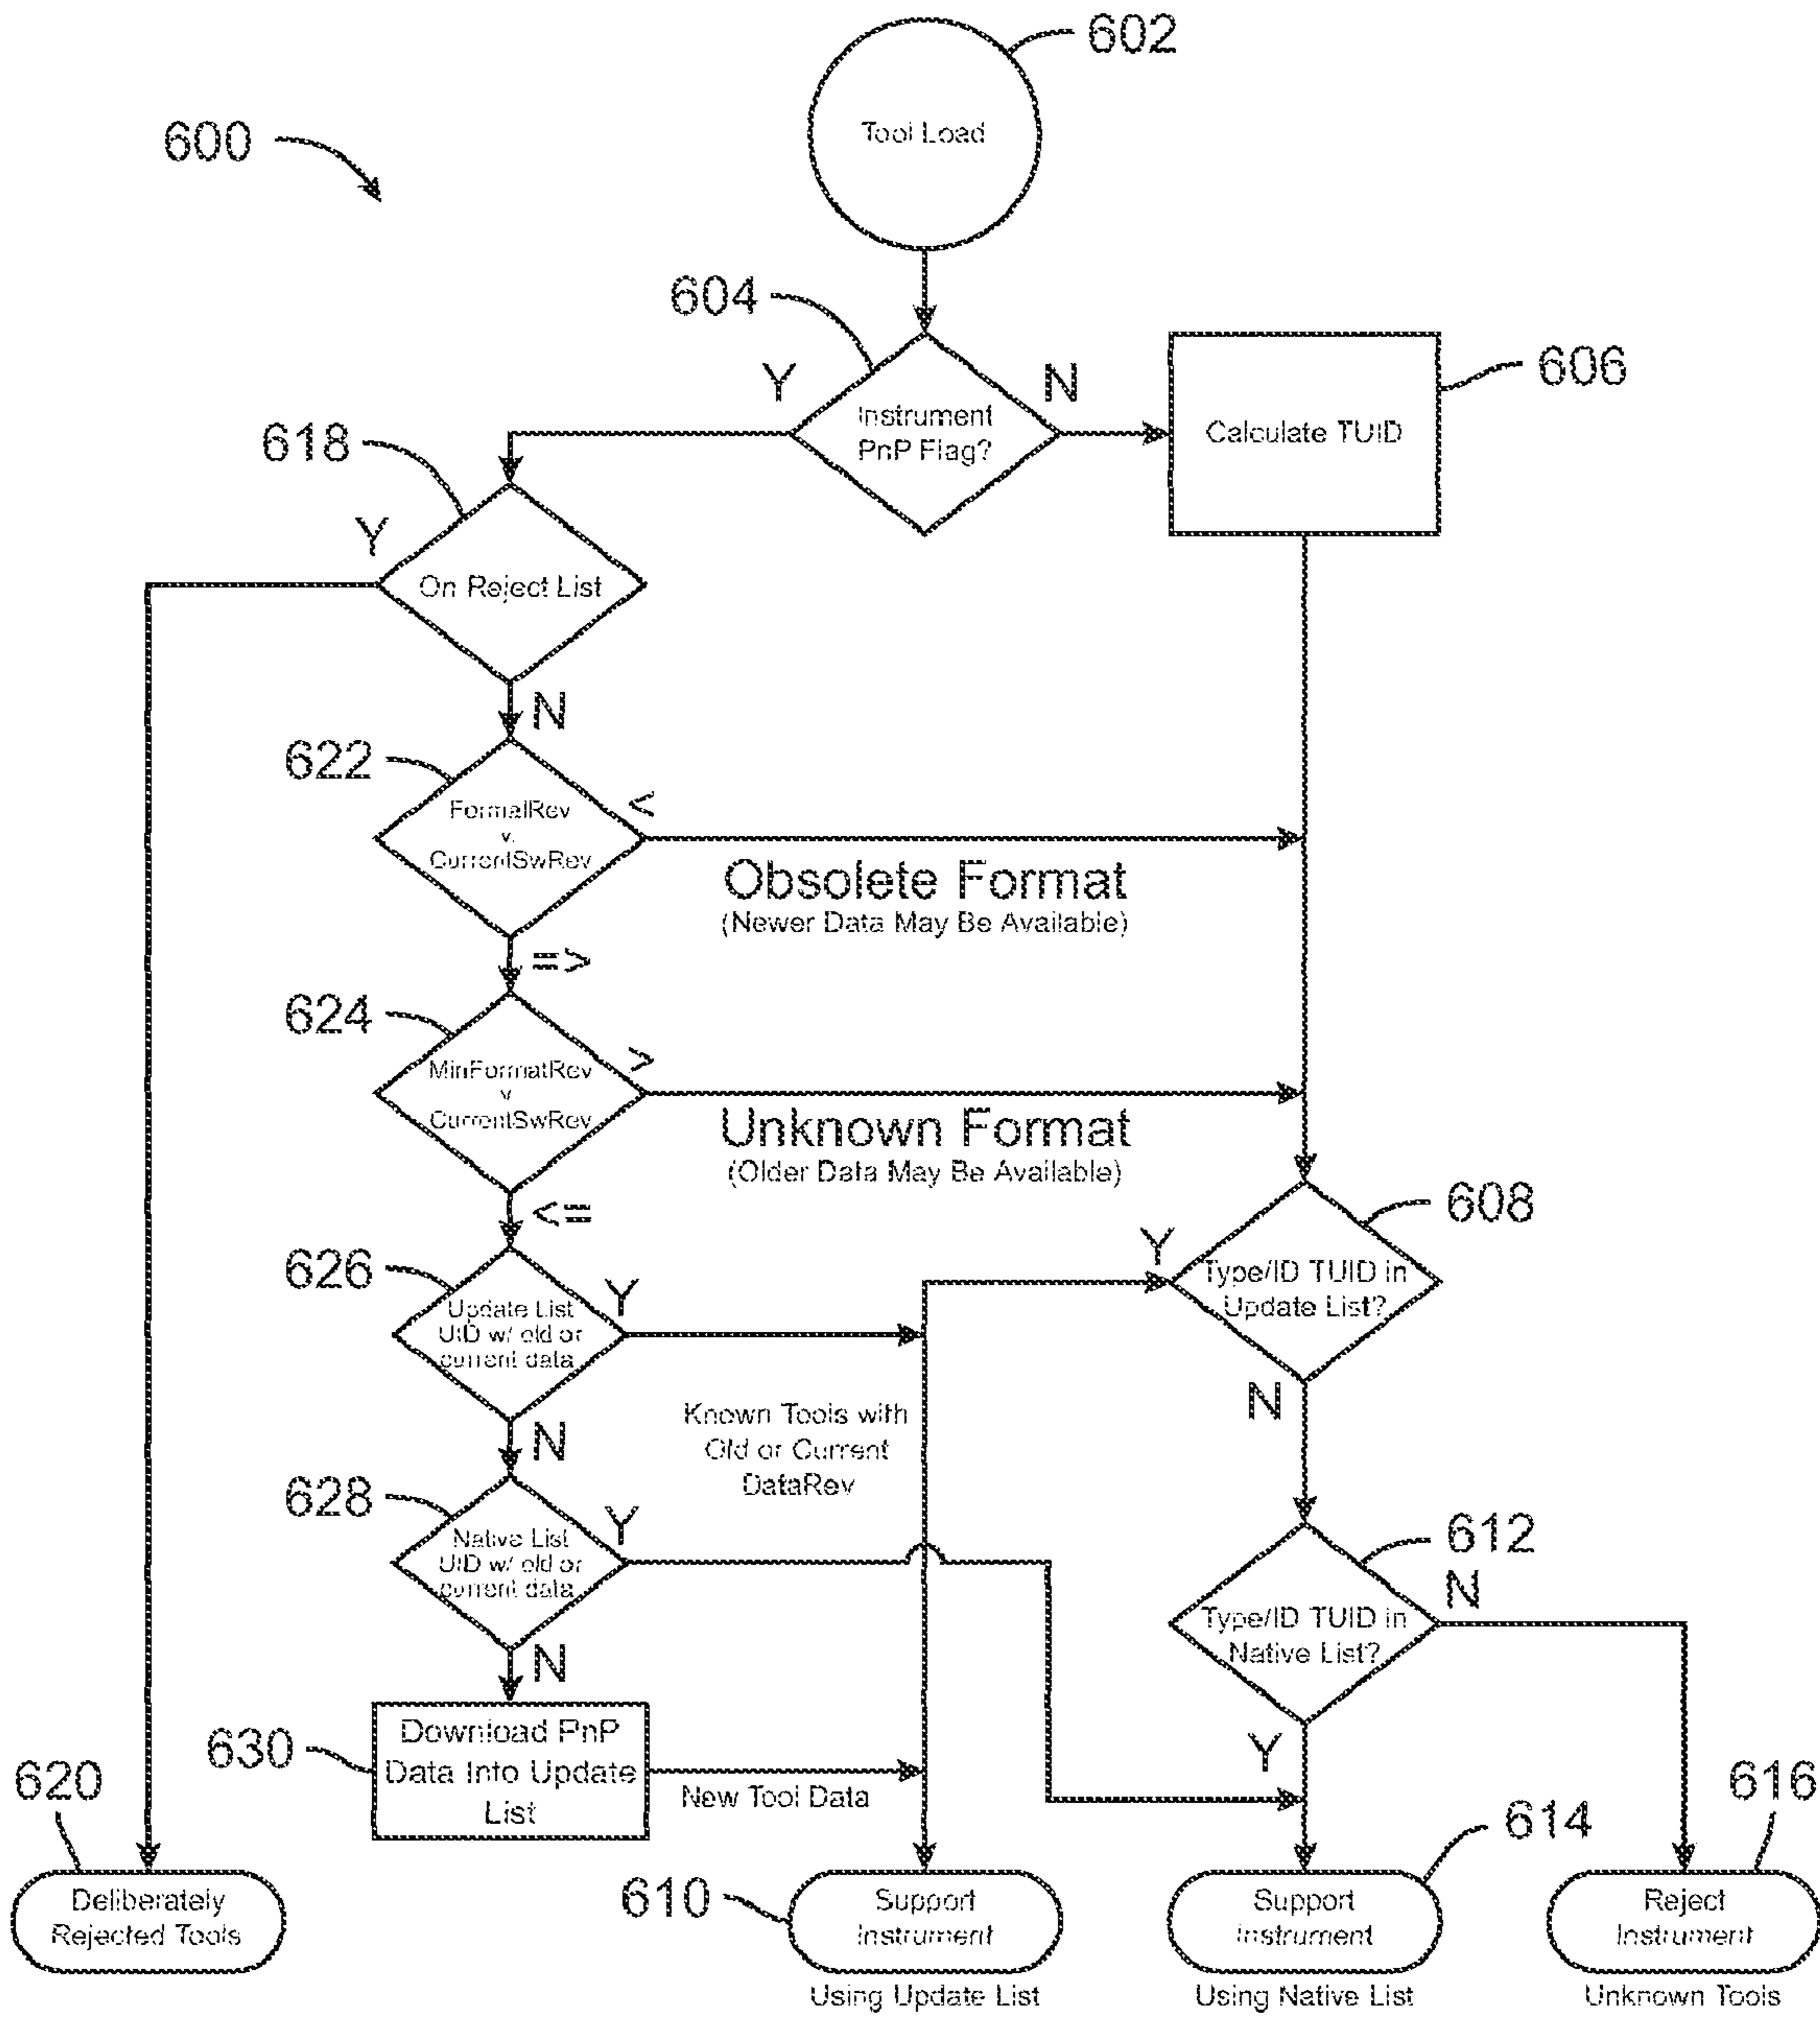 602
Tool Load
600
604
Y
N
606
Instrument
PnP Flag?
Calculate TUID
618
Y
On Reject List
N
622
<
FormalRev
v.
CurrentSwRev
Obsolete Format
(Newer Data May Be Available)
=>
624
>
MinFormatRev
v
CurrentSwRev
Unknown Format
(Older Data May Be Available)
<=
608
Y
Type/ID TUID in
Update List?
N
626
Y
Update List
UID w/ old or
current data
N
Known Tools with
Old or Current
DataRev
628
Y
Native List
UID w/ old or
current data
N
612
N
Type/ID TUID in
Native List?
Y
630
Download PnP
Data Into Update
List
New Tool Data
620
Deliberately
Rejected Tools
610
Support
Instrument
Using Update List
614
Support
Instrument
Using Native List
616
Reject
Instrument
Unknown Tools